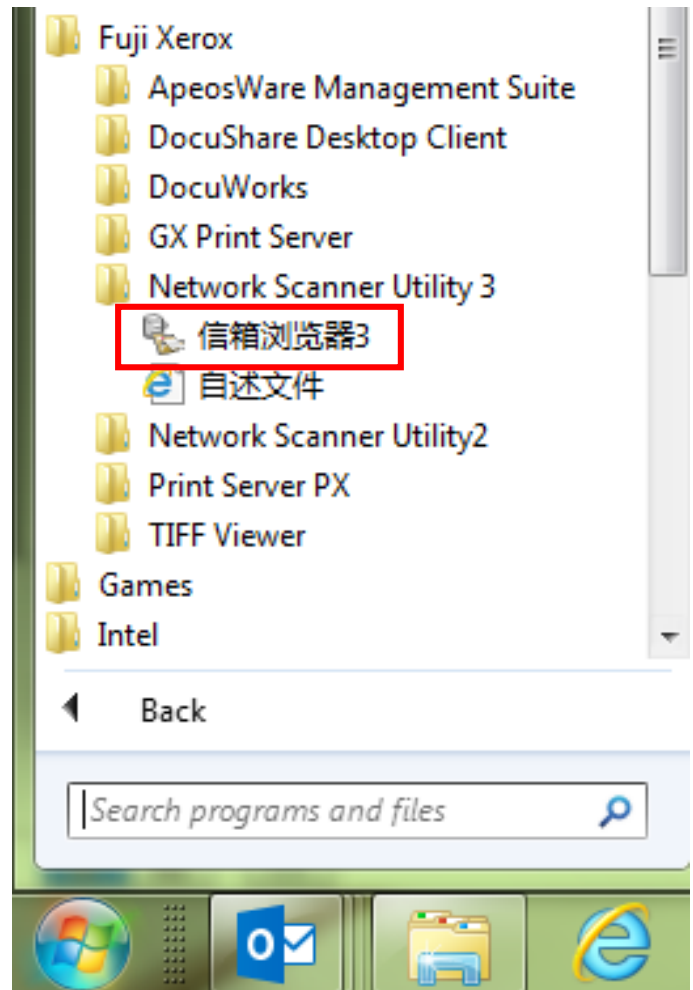 Fuji Xerox
ApeosWare Management Suite
DocuShare Desktop Client
DocuWorks
GX Print Server
Network Scanner Utility 3
信箱浏览器3
自述文件
Network Scanner Utility2
Print Server PX
TIFF Viewer
Games
Intel
Back
Search programs and files